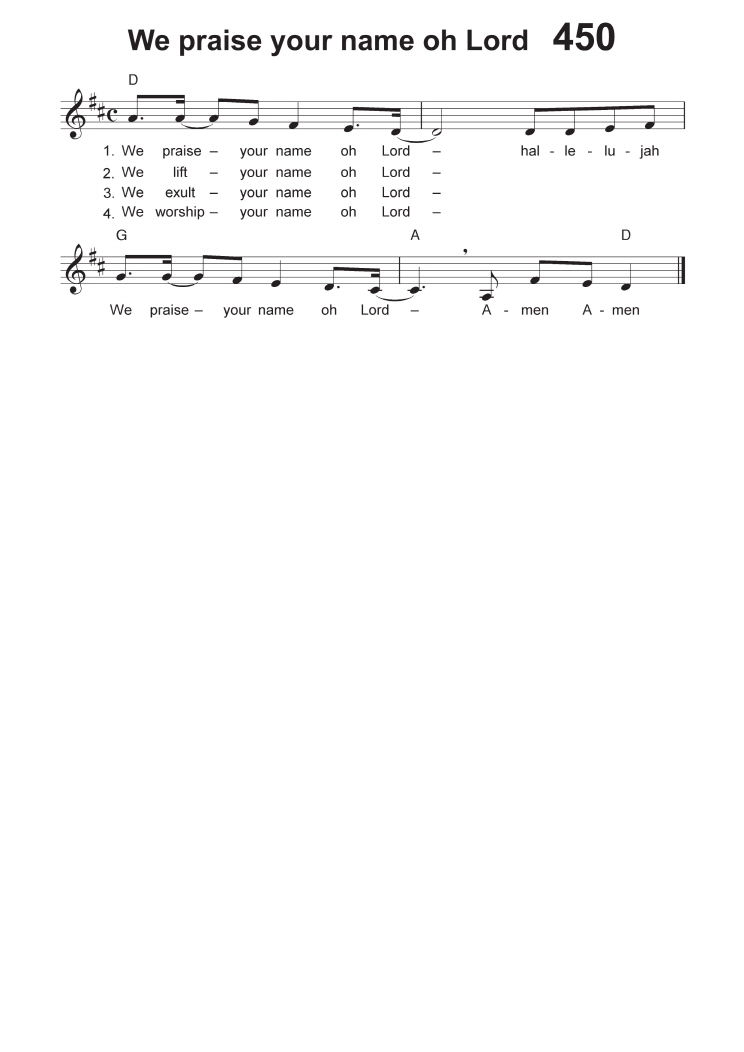 We praise your name oh Lord 450
D
1. We praise – your name oh Lord – hal - le - lu - jah
2. We lift – your name oh Lord –
3. We exult – your name oh Lord –
4. We worship – your name oh Lord –
G A D
We praise – your name oh Lord – A - men A - men